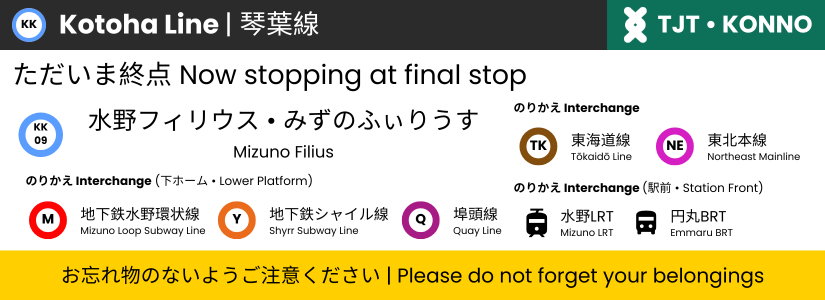 KK Kotoha Line | 琴葉線
TJT • KONNO
ただいま終点 Now stopping at final stop
KK 09
水野フィリウス • みずのふぃりうす
Mizuno Filius
のりかえ Interchange
TK 東海道線
Tōkaidō Line
NE 東北本線
Northeast Mainline
のりかえ Interchange (下ホーム • Lower Platform)
M 地下鉄水野環状線
Mizuno Loop Subway Line
Y 地下鉄シャイル線
Shyrr Subway Line
Q 埠頭線
Quay Line
のりかえ Interchange (駅前 • Station Front)
水野LRT
Mizuno LRT
円丸BRT
Emmaru BRT
お忘れ物のないようご注意ください | Please do not forget your belongings